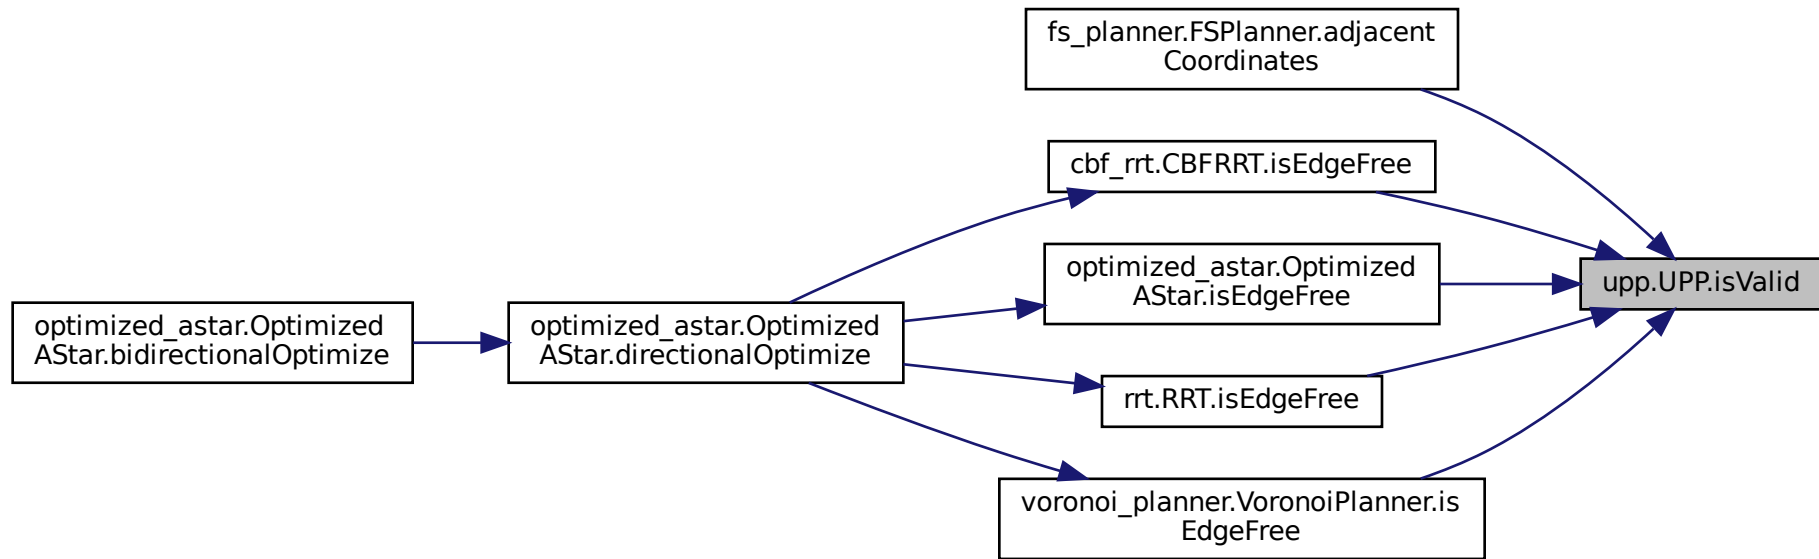 fs_planner.FSPlanner.adjacent
Coordinates
cbf_rrt.CBFRRT.isEdgeFree
optimized_astar.Optimized
AStar.isEdgeFree
upp.UPP.isValid
optimized_astar.Optimized
AStar.bidirectionalOptimize
optimized_astar.Optimized
AStar.directionalOptimize
rrt.RRT.isEdgeFree
voronoi_planner.VoronoiPlanner.is
EdgeFree